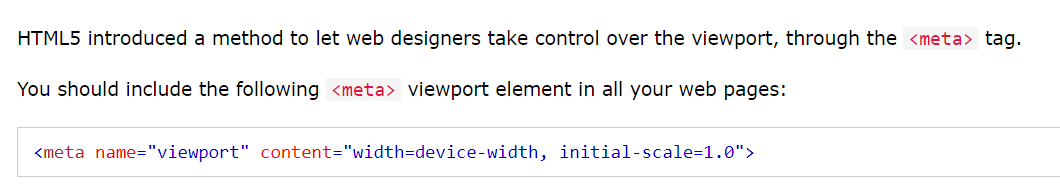 HTML5 introduced a method to let web designers take control over the viewport, through the <meta> tag.
You should include the following <meta> viewport element in all your web pages:
<meta name="viewport" content="width=device-width, initial-scale=1.0">